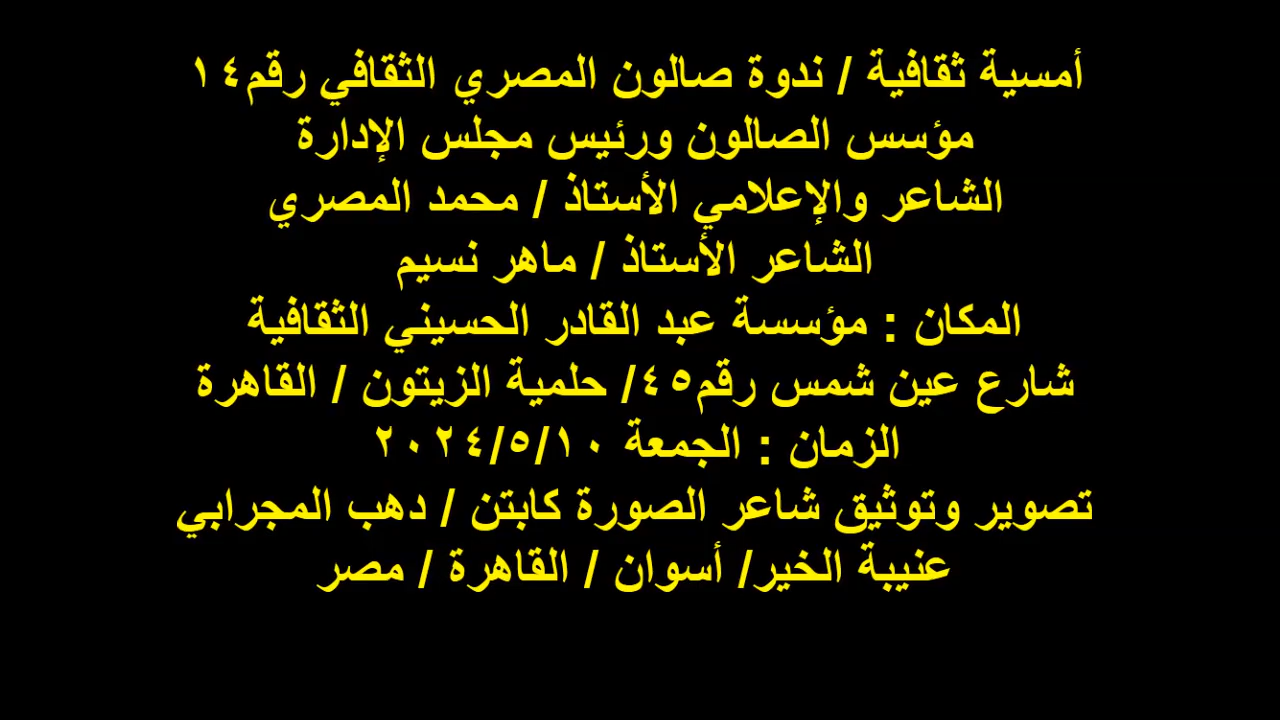 أمسية ثقافية / ندوة صالون المصري الثقافي رقم١٤
مؤسس الصالون ورئيس مجلس الإدارة
الشاعر والإعلامي الأستاذ / محمد المصري
الشاعر الأستاذ / ماهر نسيم
المكان : مؤسسة عبد القادر الحسيني الثقافية
شارع عين شمس رقم٤٥/ حلمية الزيتون / القاهرة
الزمان : الجمعة ٢٠٢٤/٥/١٠
تصوير وتوثيق شاعر الصورة كابتن / دهب المجرابي
عنيبة الخير/ أسوان / القاهرة / مصر